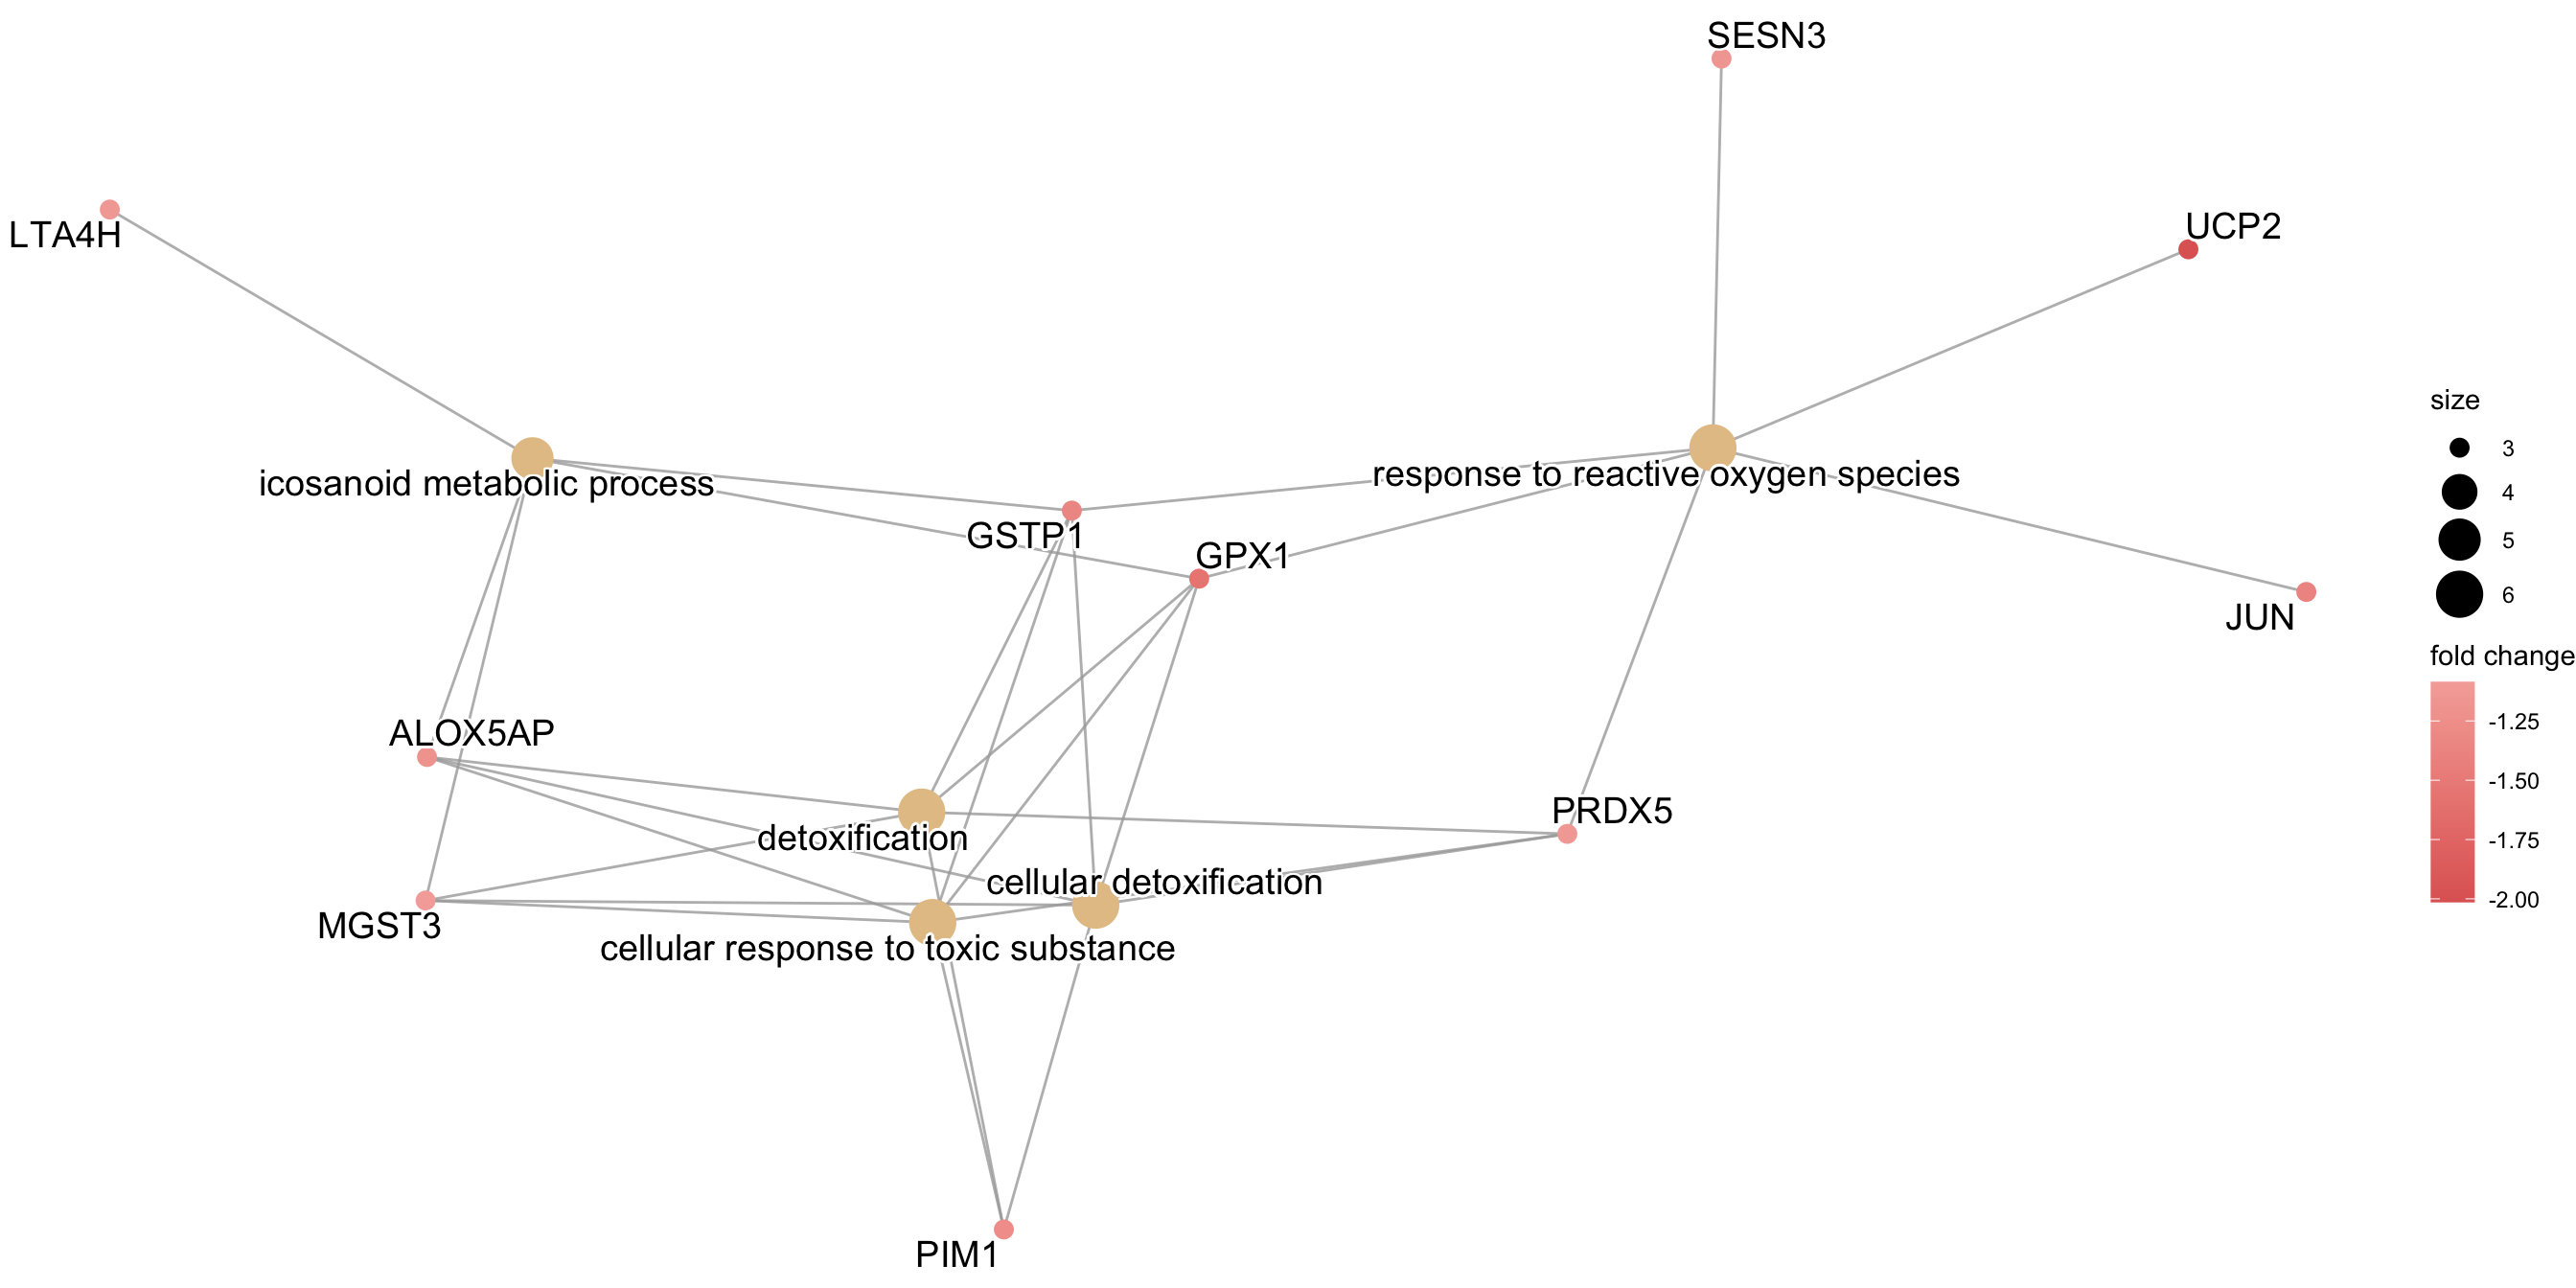 SESN3
LTA4H
UCP2
icosanoid metabolic process
response to reactive oxygen species
GSTP1
GPX1
JUN
ALOX5AP
PRDX5
detoxification
cellular detoxification
MGST3
cellular response to toxic substance
PIM1
size
3
4
5
6
fold change
-1.25
-1.50
-1.75
-2.00